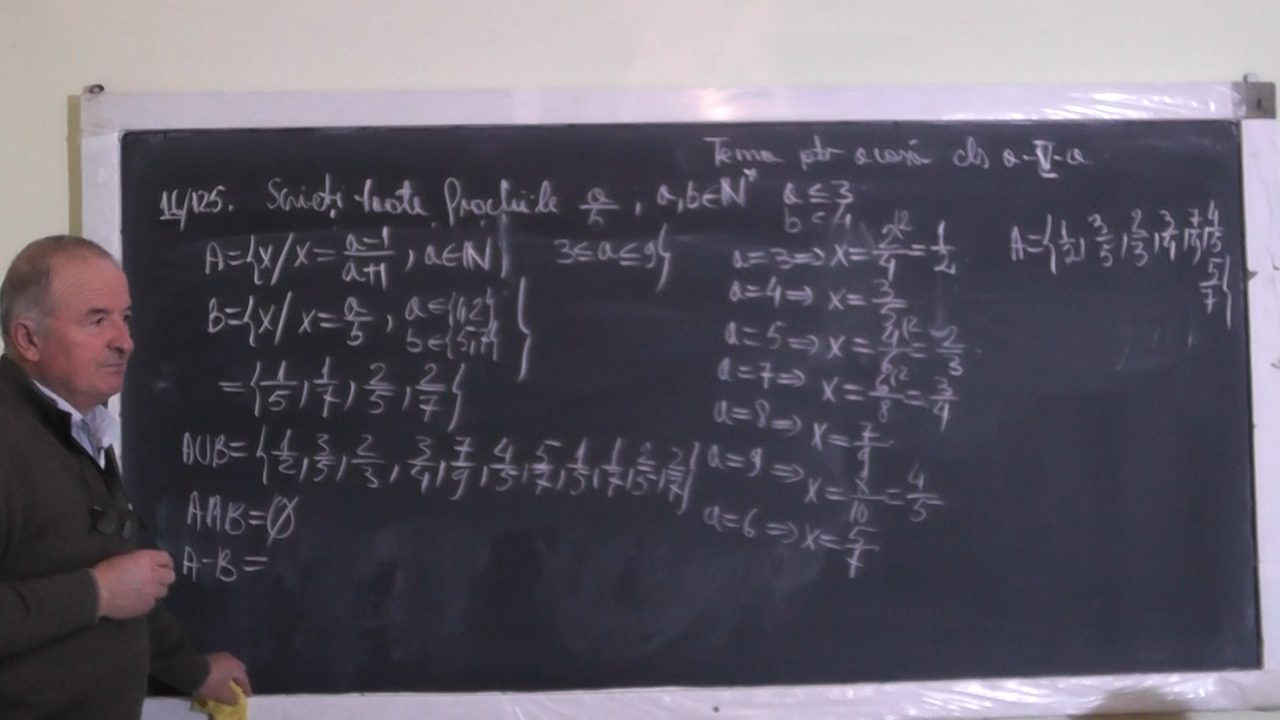 Tema ptr acasă cls a-V-a
11/125. Scrieți toate fracțiile a/b, a,b∈N* a≤3
b<4
A={x/x=(a-1)/(a+1), a∈N} 3≤a≤9}
B={x/x=a/5, a∈{1,2}
b∈{5,7}}
={1/5, 1/7, 2/5, 2/7}
AUB={1/2, 3/5, 2/3, 3/4, 7/9, 4/5, 5/7, 1/5, 1/7, 2/5, 2/7}
A∩B=∅
A-B=
a=3⇒x=2/4=1/2
a=4⇒x=3/5
a=5⇒x=4/6=2/3
a=7⇒x=6/8=3/4
a=8⇒x=7/9
a=9⇒x=8/10=4/5
a=6⇒x=5/7
A={1/2, 3/5, 2/3, 3/4, 7/9, 4/5,
5/7}